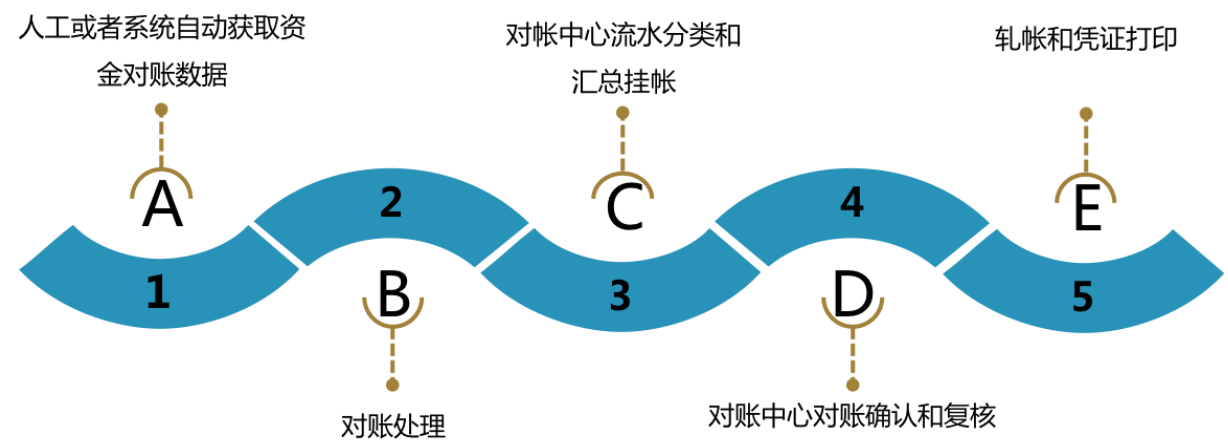 人工或者系统自动获取资
金对账数据
对帐中心流水分类和
汇总挂帐
轧帐和凭证打印
A
2
C
4
E
1
B
3
D
5
对账处理
对账中心对账确认和复核